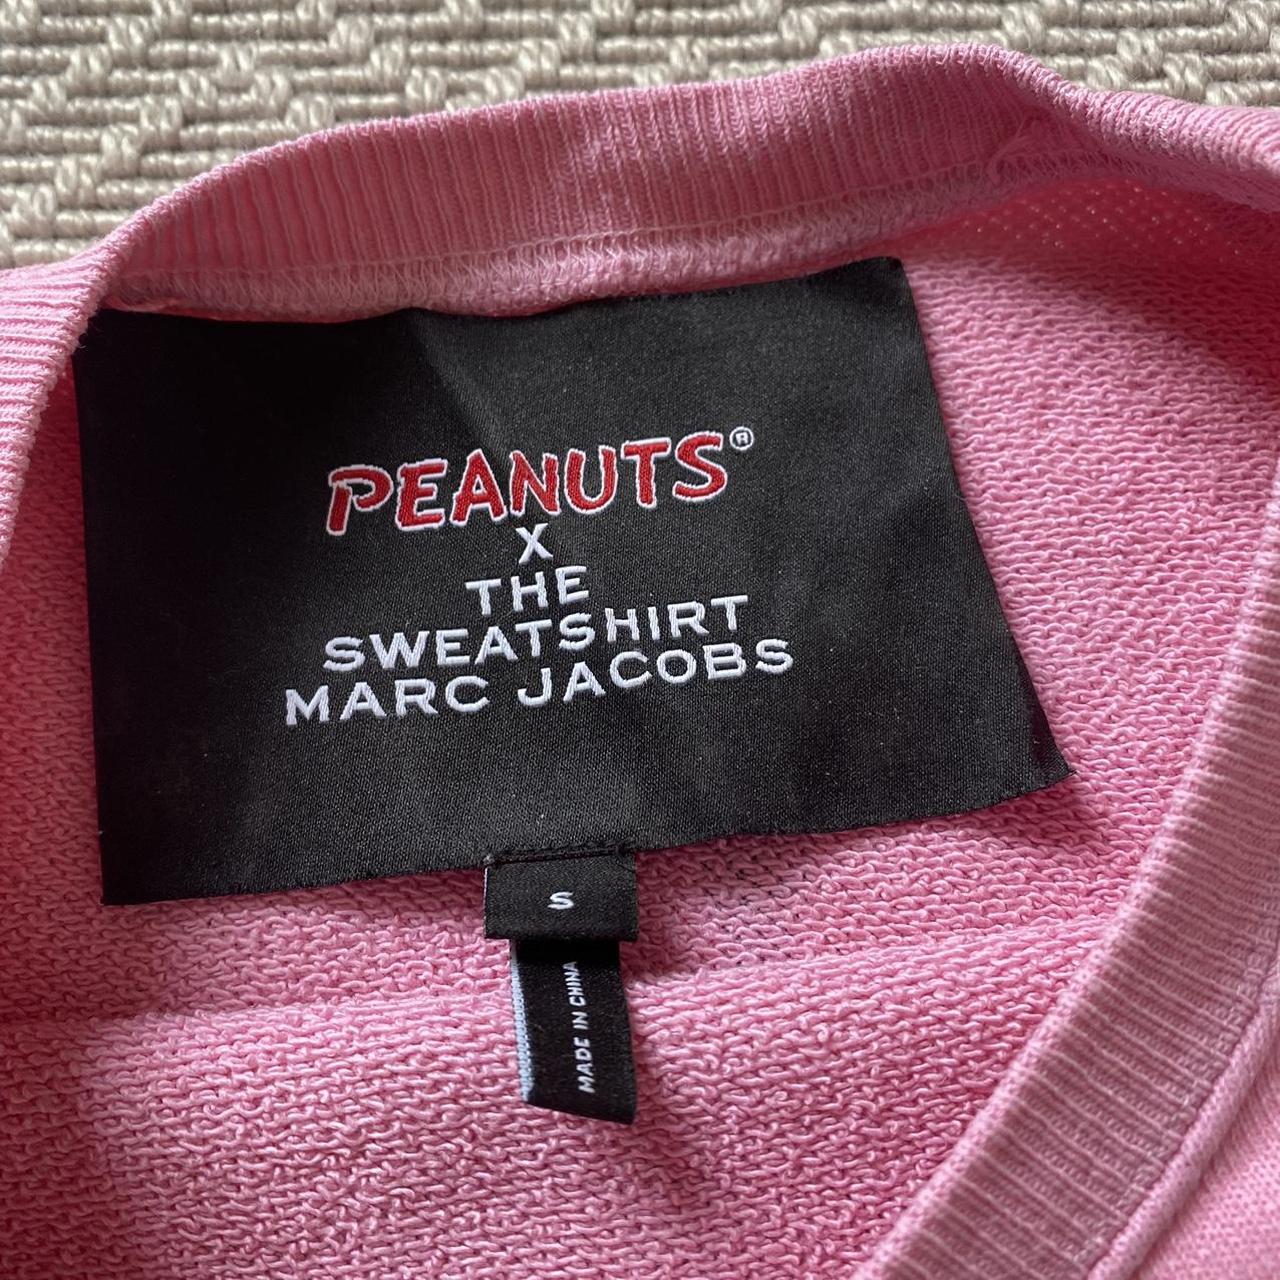 PEANUTS®
X
THE
SWEATSHIRT
MARC JACOBS
S
MADE IN CHINA